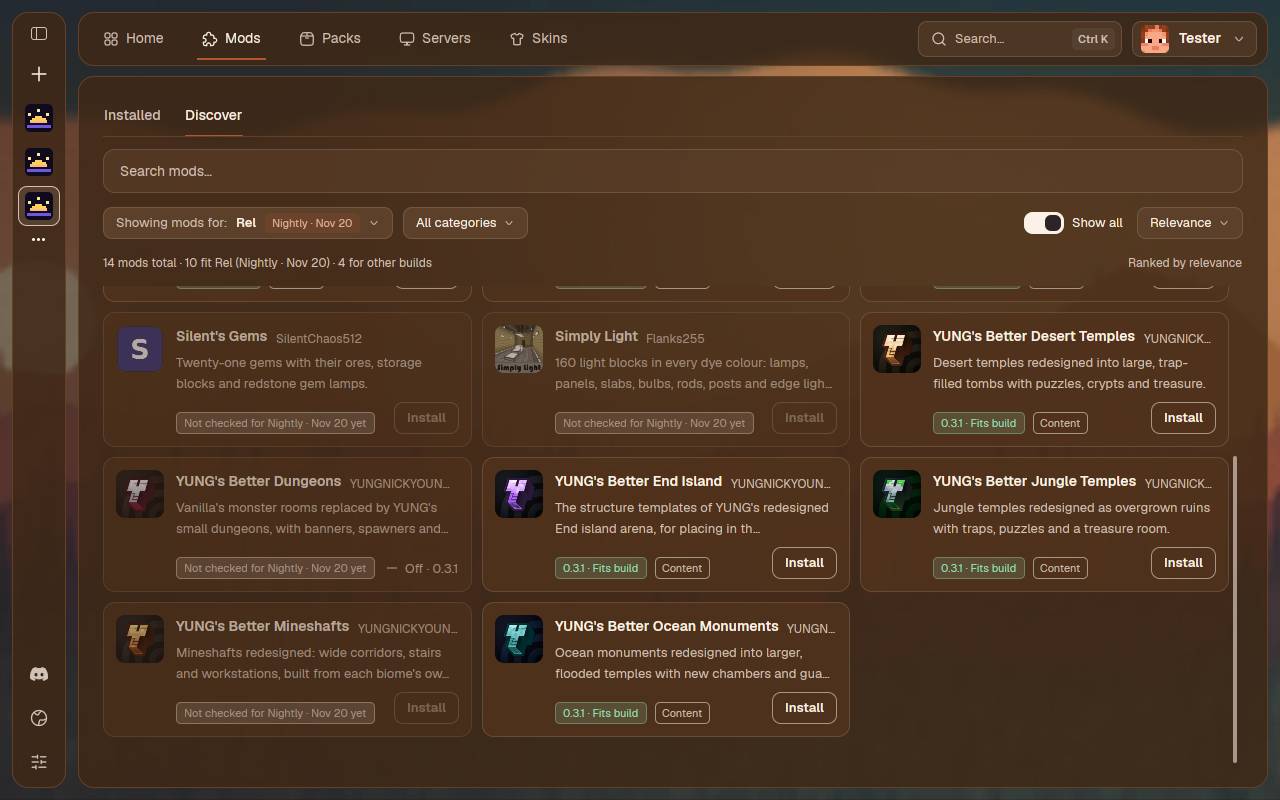 Home
Mods
Packs
Servers
Skins
Search...
Ctrl K
Tester
Installed
Discover
Search mods...
Showing mods for: Rel Nightly · Nov 20
All categories
Show all
Relevance
14 mods total · 10 fit Rel (Nightly · Nov 20) · 4 for other builds
Ranked by relevance
S
Silent's Gems SilentChaos512
Twenty-one gems with their ores, storage
blocks and redstone gem lamps.
Not checked for Nightly · Nov 20 yet
Install
Simply Light
Simply Light Flanks255
160 light blocks in every dye colour: lamps,
panels, slabs, bulbs, rods, posts and edge ligh...
Not checked for Nightly · Nov 20 yet
Install
YUNG's Better Desert Temples YUNGNICK...
Desert temples redesigned into large, trap-
filled tombs with puzzles, crypts and treasure.
0.3.1 · Fits build
Content
Install
YUNG's Better Dungeons YUNGNICKYOUN...
Vanilla's monster rooms replaced by YUNG's
small dungeons, with banners, spawners and...
Not checked for Nightly · Nov 20 yet
Off · 0.3.1
YUNG's Better End Island YUNGNICKYOUN...
The structure templates of YUNG's redesigned
End island arena, for placing in th...
0.3.1 · Fits build
Content
Install
YUNG's Better Jungle Temples YUNGNICK...
Jungle temples redesigned as overgrown ruins
with traps, puzzles and a treasure room.
0.3.1 · Fits build
Content
Install
YUNG's Better Mineshafts YUNGNICKYOUN...
Mineshafts redesigned: wide corridors, stairs
and workstations, built from each biome's ow...
Not checked for Nightly · Nov 20 yet
Install
YUNG's Better Ocean Monuments YUNGN...
Ocean monuments redesigned into larger,
flooded temples with new chambers and gua...
0.3.1 · Fits build
Content
Install